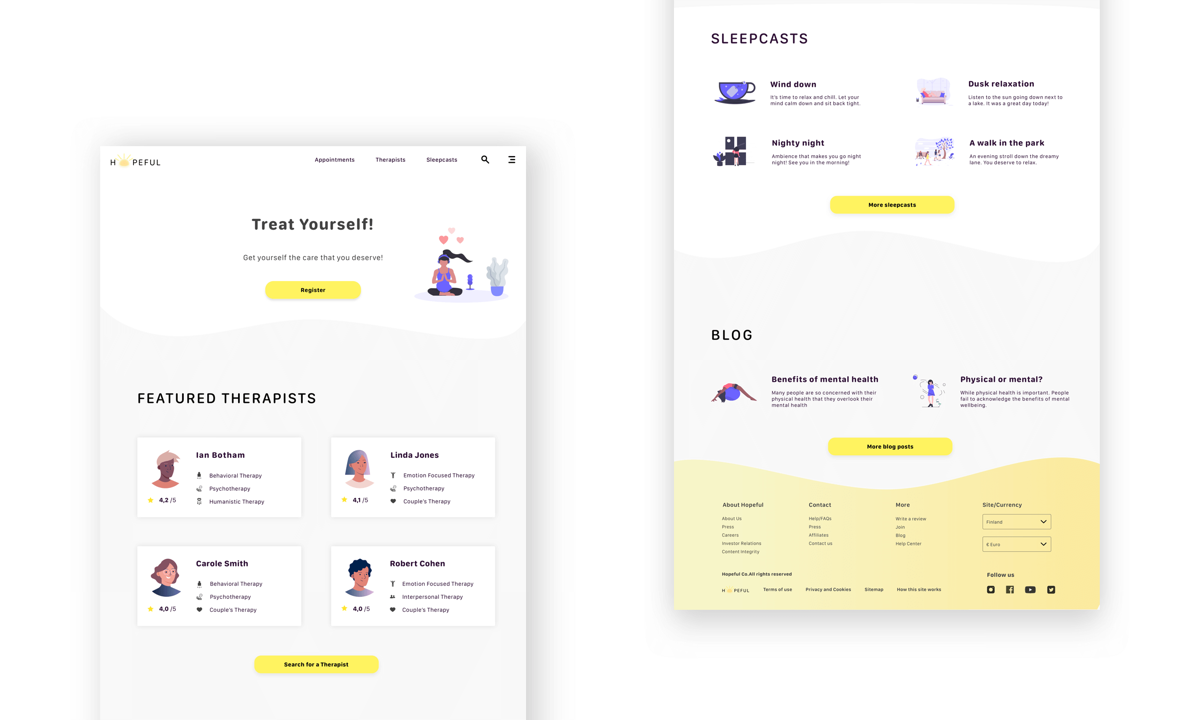 H PEFUL
Appointments
Therapists
Sleepcasts
Treat Yourself!
Get yourself the care that you deserve!
Register
FEATURED THERAPISTS
Ian Botham
Behavioral Therapy
Psychotherapy
Humanistic Therapy
4,2 /5
Linda Jones
Emotion Focused Therapy
Psychotherapy
Couple's Therapy
4,1 /5
Carole Smith
Behavioral Therapy
Psychotherapy
Couple's Therapy
4,0 /5
Robert Cohen
Emotion Focused Therapy
Interpersonal Therapy
Couple's Therapy
4,0 /5
Search for a Therapist
SLEEPCASTS
Wind down
It's time to relax and chill. Let your
mind calm down and sit back tight.
Dusk relaxation
Listen to the sun going down next to
a lake. It was a great day today!
Nighty night
Ambience that makes you go night
night! See you in the morning!
A walk in the park
An evening stroll down the dreamy
lane. You deserve to relax.
More sleepcasts
BLOG
Benefits of mental health
Many people are so concerned with their
physical health that they overlook their
mental health
Physical or mental?
While physical health is important. People
fail to acknowledge the benefits of mental
wellbeing.
More blog posts
About Hopeful
About Us
Press
Careers
Investor Relations
Content Integrity
Contact
Help/FAQs
Press
Affiliates
Contact us
More
Write a review
Join
Blog
Help Center
Site/Currency
Finland
€ Euro
Hopeful Co.All rights reserved
H PEFUL
Terms of use
Privacy and Cookies
Sitemap
How this site works
Follow us